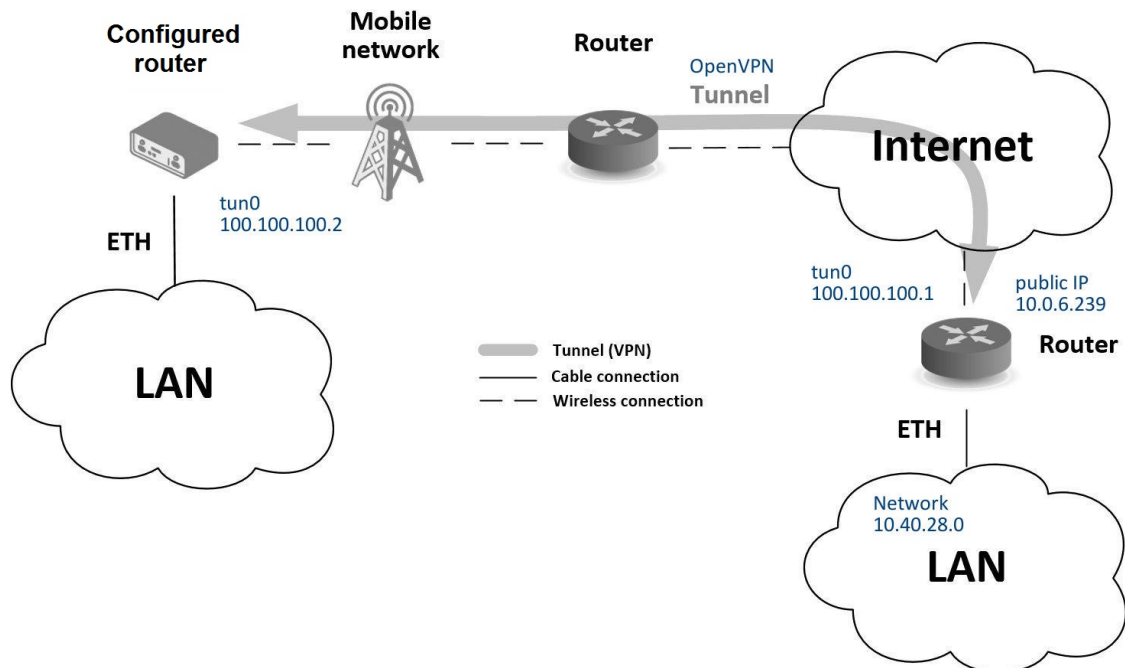 Configured
router
Mobile
network
Router
OpenVPN
Tunnel
Internet
tun0
100.100.100.2
ETH
LAN
tun0
100.100.100.1
public IP
10.0.6.239
Router
Tunnel (VPN)
Cable connection
Wireless connection
ETH
Network
10.40.28.0
LAN